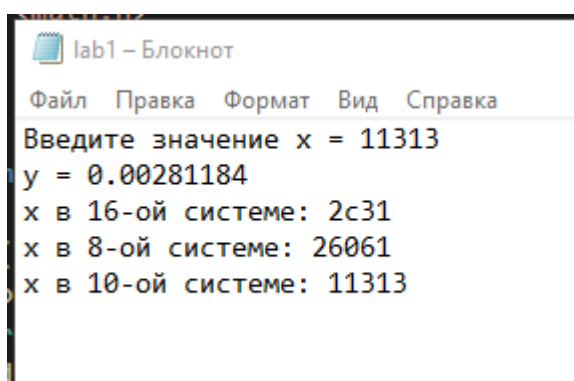 lab1 – Блокнот
Файл Правка Формат Вид Справка
Введите значение x = 11313
y = 0.00281184
x в 16-ой системе: 2c31
x в 8-ой системе: 26061
x в 10-ой системе: 11313